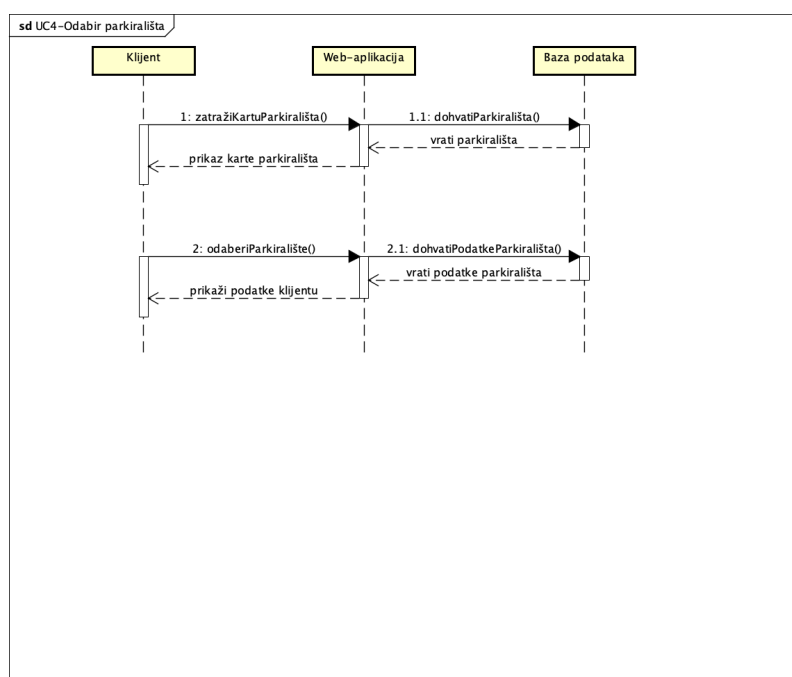 sd UC4-Odabir parkirališta
Klijent
Web-aplikacija
Baza podataka
1: zatražiKartuParkirališta()
1.1: dohvatiParkirališta()
vrati parkirališta
prikaz karte parkirališta
2: odaberiParkiralište()
2.1: dohvatiPodatkeParkirališta()
vrati podatke parkirališta
prikaži podatke klijentu